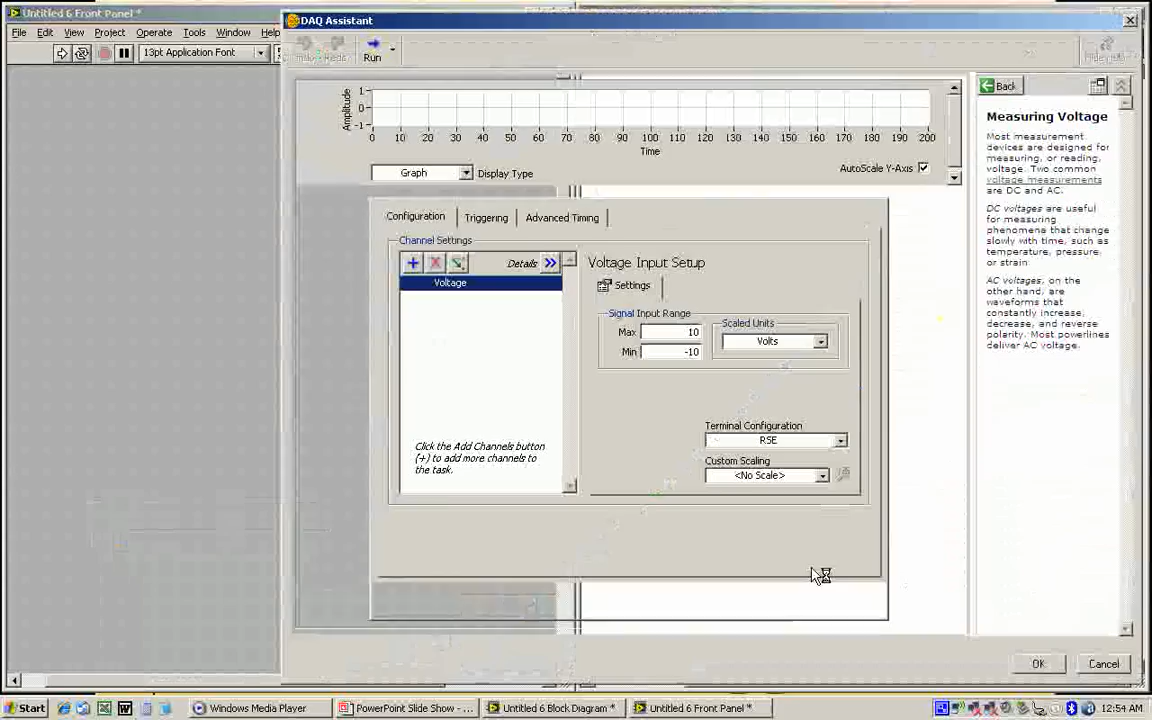 Untitled 6 Front Panel *
DAQ Assistant
File Edit View Project Operate Tools Window Help
13pt Application Font
Run
1
0
-1
Amplitude
0 10 20 30 40 50 60 70 80 90 100 110 120 130 140 150 160 170 180 190 200
Time
Graph
Display Type
AutoScale Y-Axis
Configuration
Triggering
Advanced Timing
Channel Settings
Details
Voltage
Click the Add Channels button
(+) to add more channels to
the task.
Voltage Input Setup
Settings
Signal Input Range
Max 10
Min -10
Scaled Units
Volts
Terminal Configuration
RSE
Custom Scaling
<No Scale>
Back
Measuring Voltage
Most measurement
devices are designed for
measuring, or reading,
voltage. Two common
voltage measurements
are DC and AC.
DC voltages are useful
for measuring
phenomena that change
slowly with time, such as
temperature, pressure,
or strain.
AC voltages, on the
other hand, are
waveforms that
constantly increase,
decrease, and reverse
polarity. Most powerlines
deliver AC voltage.
OK
Cancel
Start
Windows Media Player
PowerPoint Slide Show - ...
Untitled 6 Block Diagram *
Untitled 6 Front Panel *
12:54 AM